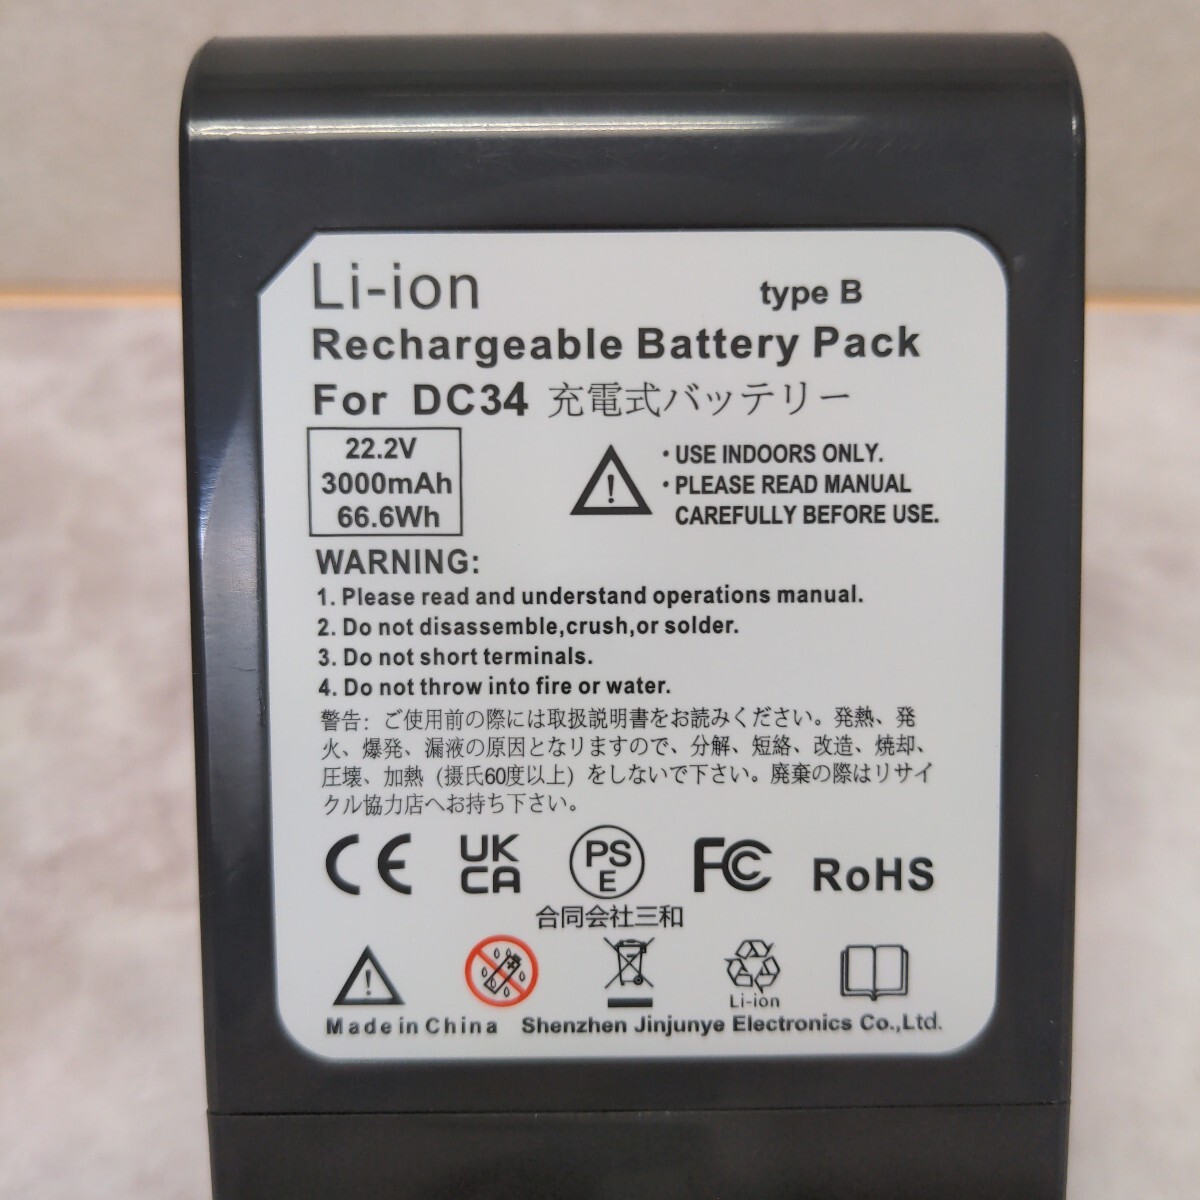 Li-ion type B
Rechargeable Battery Pack
For DC34 充電式バッテリー
22.2V
3000mAh
66.6Wh
・USE INDOORS ONLY.
・PLEASE READ MANUAL
CAREFULLY BEFORE USE.
WARNING:
1. Please read and understand operations manual.
2. Do not disassemble,crush,or solder.
3. Do not short terminals.
4. Do not throw into fire or water.
警告: ご使用前の際には取扱説明書をお読みください。発熱、発
火、爆発、漏液の原因となりますので、分解、短絡、改造、焼却、
圧壊、加熱（摄氏60度以上）をしないで下さい。廃棄の際はリサイ
クル協力店へお持ち下さい。
CE UK CA PS E FC RoHS
合同会社三和
Li-ion
Made in China Shenzhen Jinjunye Electronics Co.,Ltd.